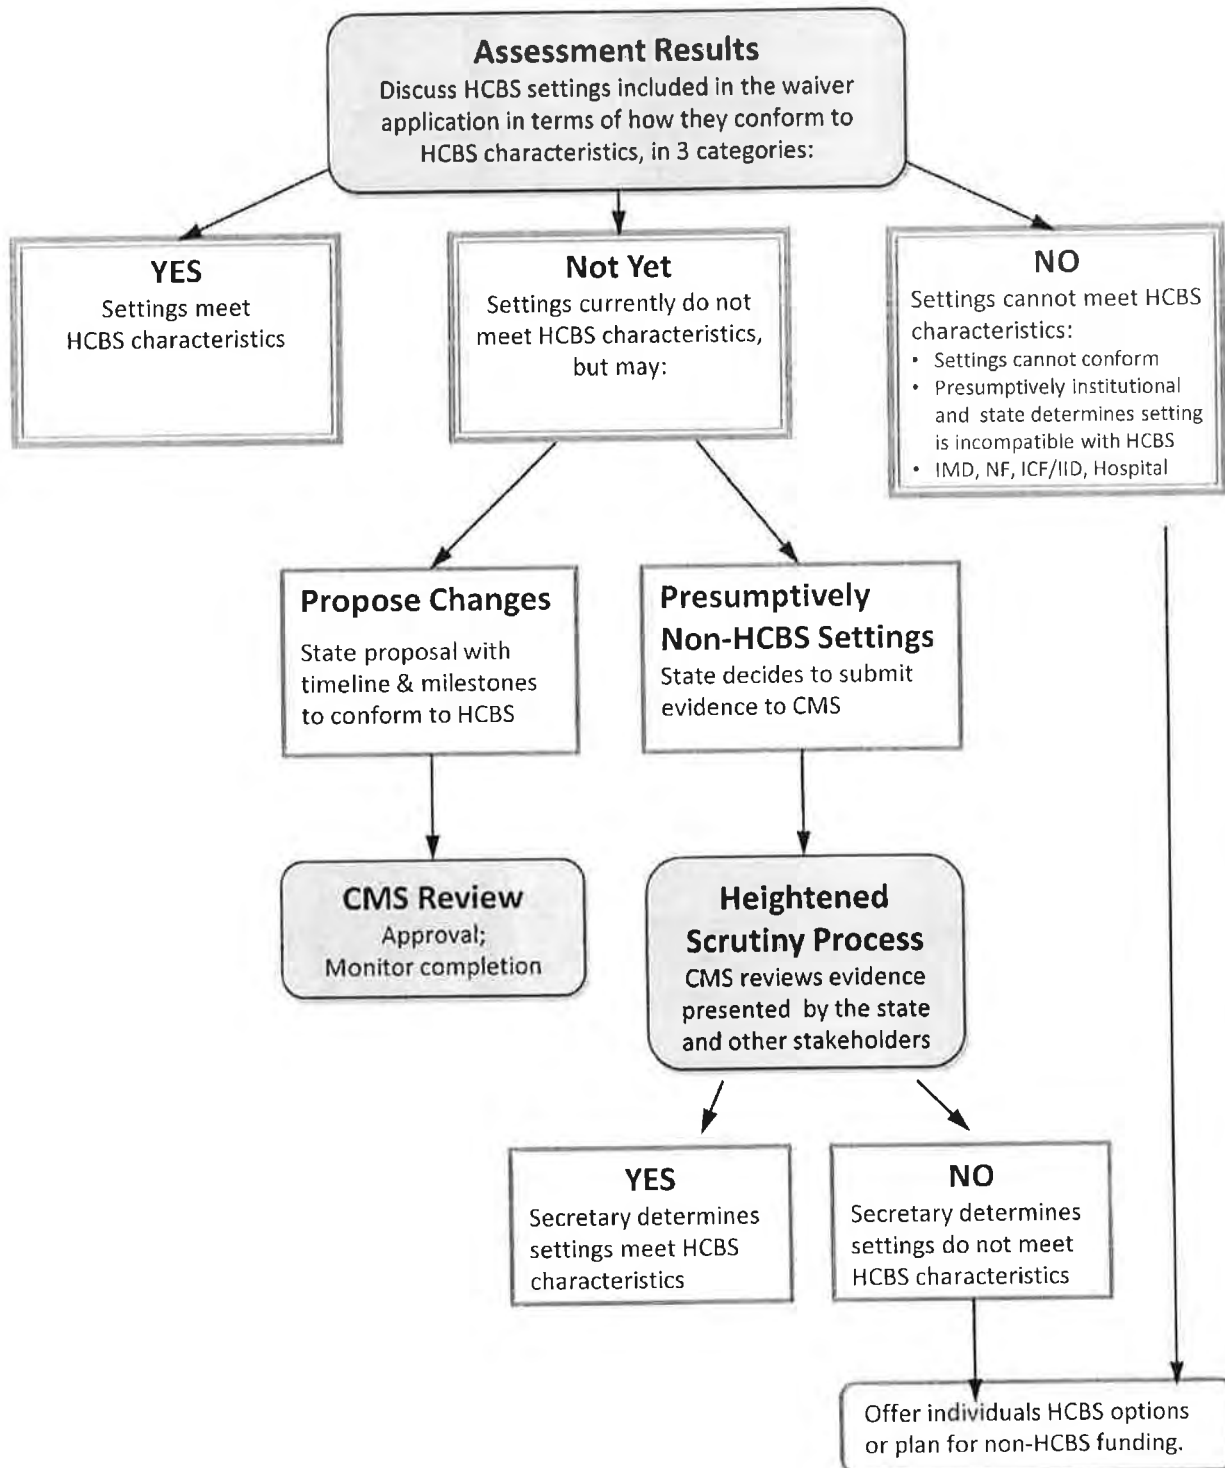 Assessment Results
Discuss HCBS settings included in the waiver
application in terms of how they conform to
HCBS characteristics, in 3 categories:
YES
Settings meet
HCBS characteristics
Not Yet
Settings currently do not
meet HCBS characteristics,
but may:
NO
Settings cannot meet HCBS
characteristics:
• Settings cannot conform
• Presumptively institutional
and state determines setting
is incompatible with HCBS
• IMD, NF, ICF/IID, Hospital
Propose Changes
State proposal with
timeline & milestones
to conform to HCBS
Presumptively
Non-HCBS Settings
State decides to submit
evidence to CMS
CMS Review
Approval;
Monitor completion
Heightened
Scrutiny Process
CMS reviews evidence
presented by the state
and other stakeholders
YES
Secretary determines
settings meet HCBS
characteristics
NO
Secretary determines
settings do not meet
HCBS characteristics
Offer individuals HCBS options
or plan for non-HCBS funding.